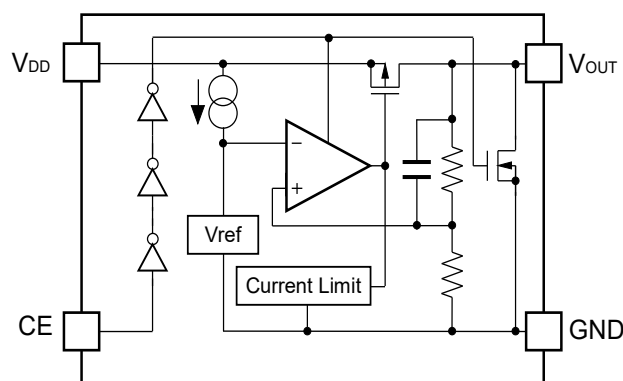 VDD
VOUT
−
+
Vref
Current Limit
CE
GND